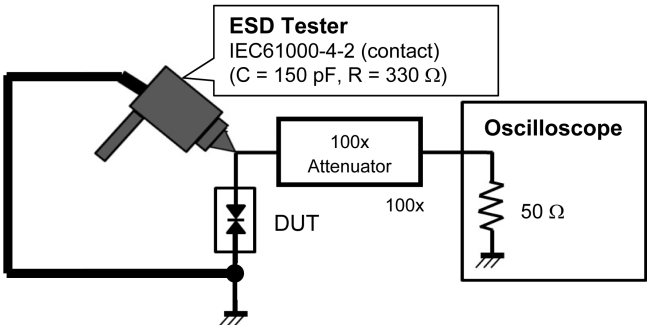 ESD Tester
IEC61000-4-2 (contact)
(C = 150 pF, R = 330 Ω)
100x
Attenuator
100x
Oscilloscope
50 Ω
DUT